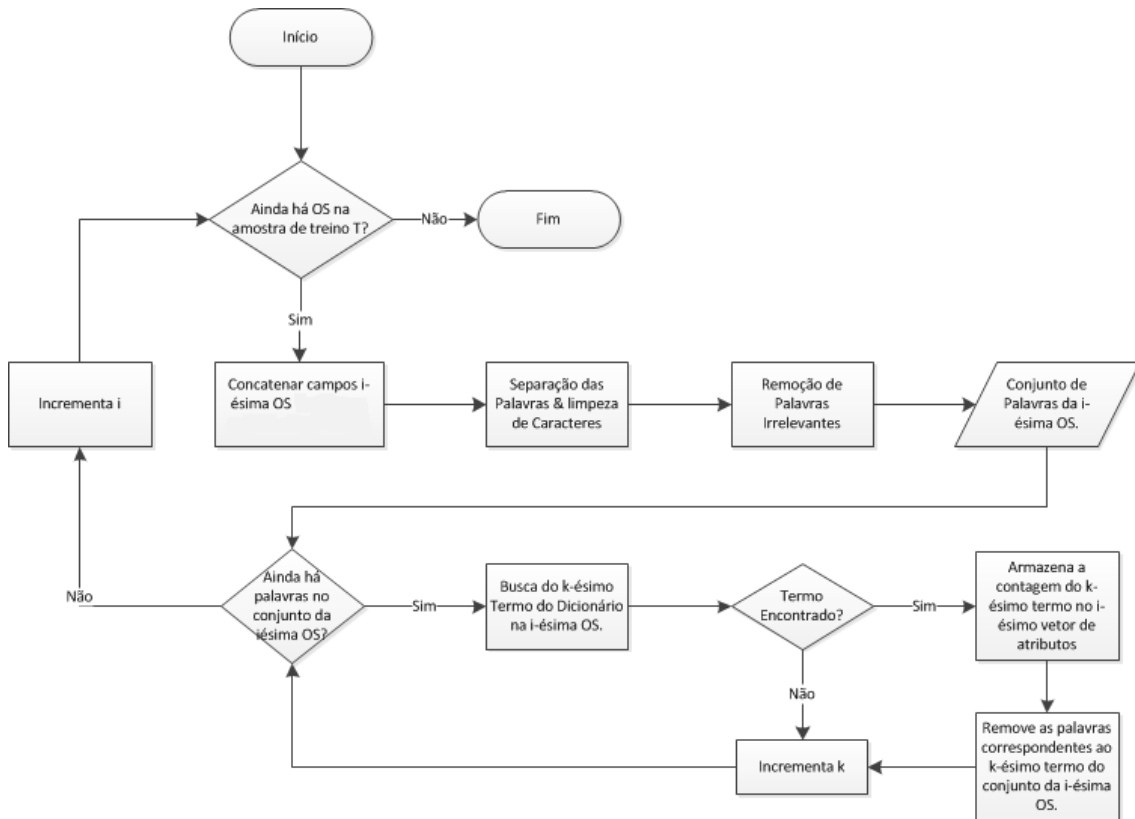 Início
Ainda há OS na
amostra de treino T?
Não
Fim
Sim
Incrementa i
Concatenar campos i-
ésima OS
Separação das
Palavras & limpeza
de Caracteres
Remoção de
Palavras
Irrelevantes
Conjunto de
Palavras da i-
ésima OS.
Não
Ainda há
palavras no
conjunto da
iésima OS?
Sim
Busca do k-ésimo
Termo do Dicionário
na i-ésima OS.
Termo
Encontrado?
Sim
Armazena a
contagem do k-
ésimo termo no i-
ésimo vetor de
atributos
Não
Incrementa k
Remove as palavras
correspondentes ao
k-ésimo termo do
conjunto da i-ésima
OS.